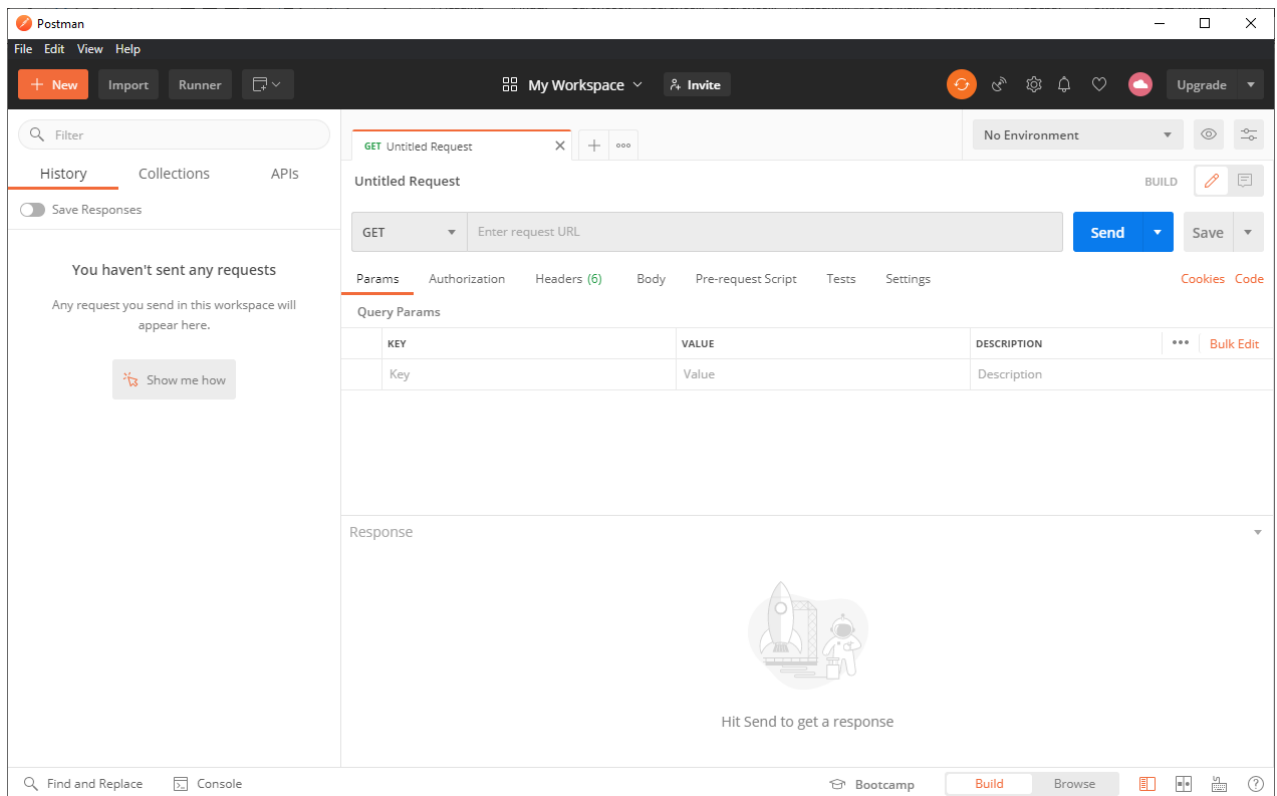 Postman
File Edit View Help
New Import Runner My Workspace Invite Upgrade
Filter
History Collections APIs
Save Responses
You haven't sent any requests
Any request you send in this workspace will
appear here.
Show me how
GET Untitled Request
No Environment
Untitled Request
BUILD
GET Enter request URL Send Save
Params Authorization Headers (6) Body Pre-request Script Tests Settings Cookies Code
Query Params
KEY VALUE DESCRIPTION Bulk Edit
Key Value Description
Response
Hit Send to get a response
Find and Replace Console Bootcamp Build Browse